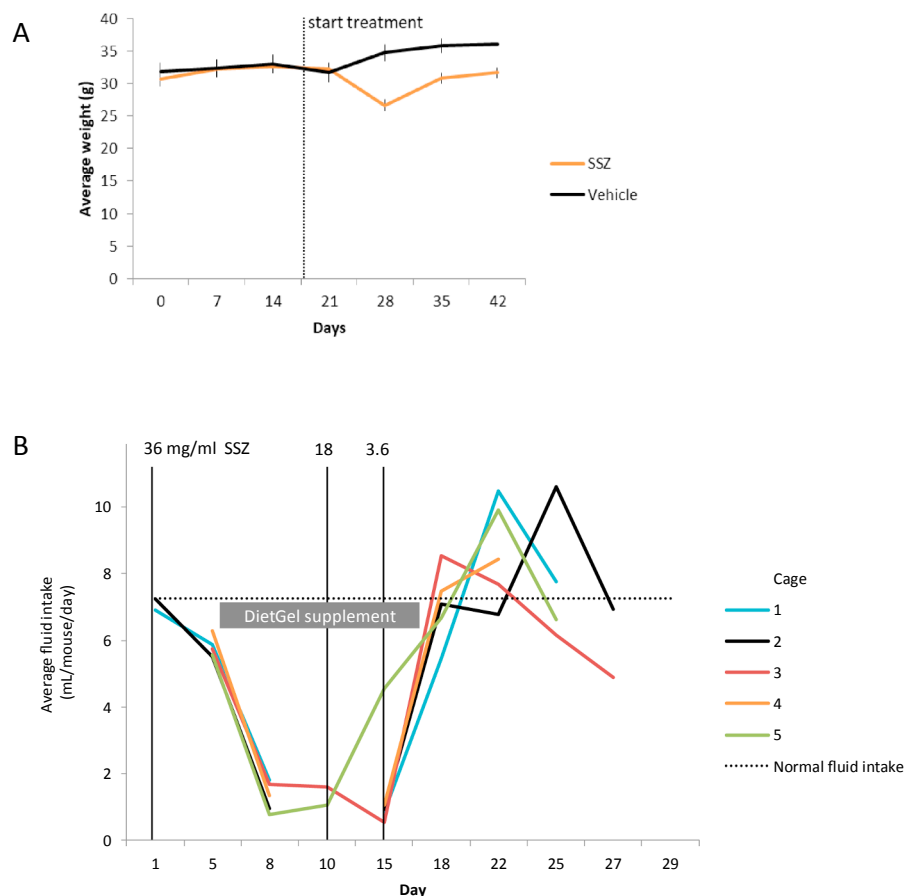 A
start treatment
40
35
30
25
20
15
10
5
0
Average weight (g)
0 7 14 21 28 35 42
Days
SSZ
Vehicle
B
36 mg/ml SSZ 18 3.6
10
8
6
4
2
0
Average fluid intake
(mL/mouse/day)
DietGel supplement
1 5 8 10 15 18 22 25 27 29
Day
Cage
1
2
3
4
5
Normal fluid intake